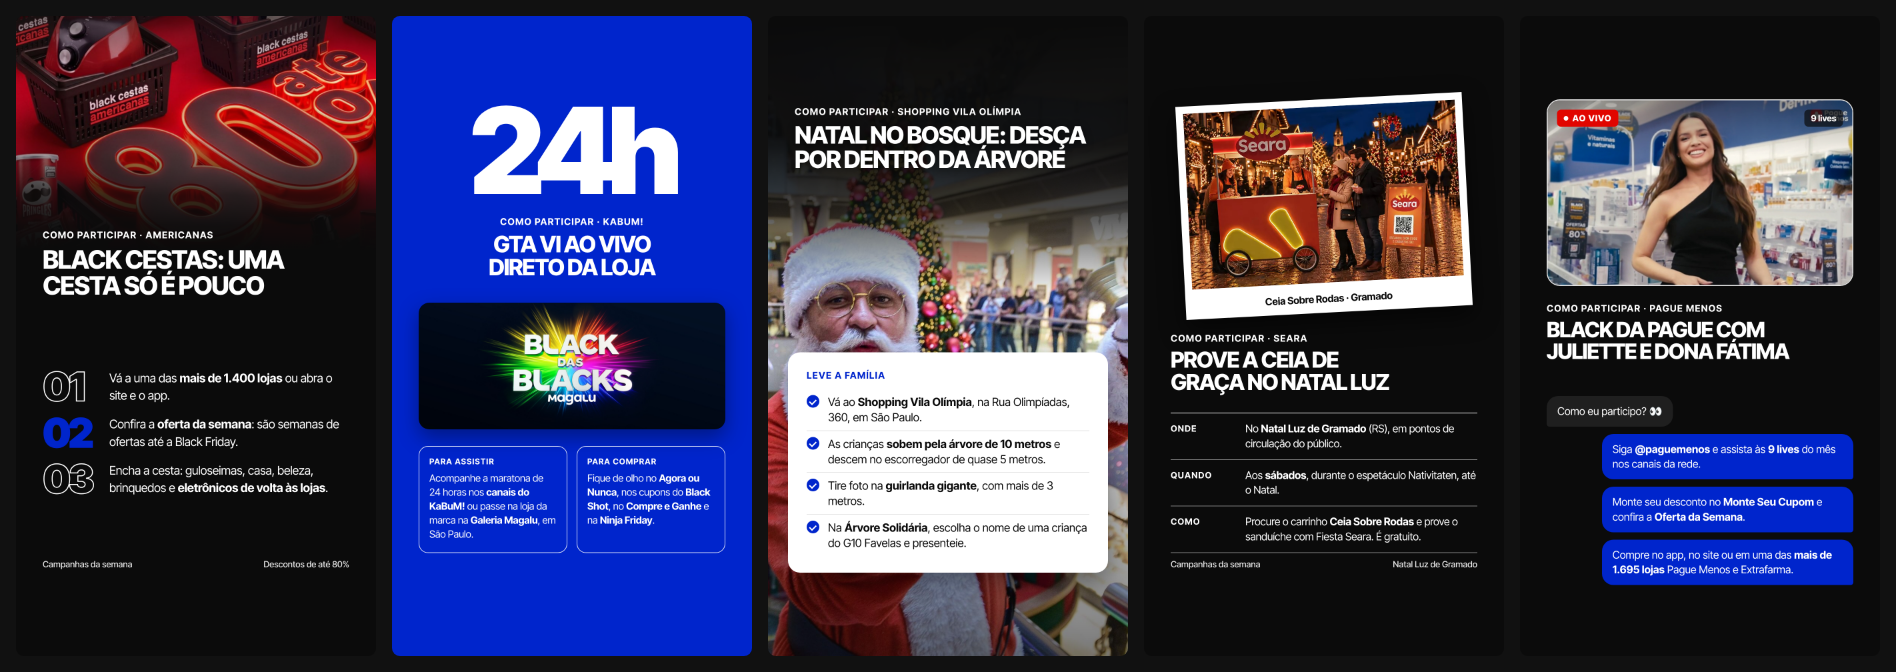 black cestas
americanas
black cestas
americanas
black cestas
americanas
até
80%
PRINGLES
COMO PARTICIPAR · AMERICANAS
BLACK CESTAS: UMA
CESTA SÓ É POUCO
01
Vá a uma das mais de 1.400 lojas ou abra o
site e o app.
02
Confira a oferta da semana: são semanas de
ofertas até a Black Friday.
03
Encha a cesta: guloseimas, casa, beleza,
brinquedos e eletrônicos de volta às lojas.
Campanhas da semana
Descontos de até 80%
24h
COMO PARTICIPAR · KABUM!
GTA VI AO VIVO
DIRETO DA LOJA
BLACK
DAS
BLACKS
Magalu
PARA ASSISTIR
Acompanhe a maratona de
24 horas nos canais do
KaBuM! ou passe na loja da
marca na Galeria Magalu, em
São Paulo.
PARA COMPRAR
Fique de olho no Agora ou
Nunca, nos cupons do Black
Shot, no Compre e Ganhe e
na Ninja Friday.
COMO PARTICIPAR · SHOPPING VILA OLÍMPIA
NATAL NO BOSQUE: DESÇA
POR DENTRO DA ÁRVORE
LEVE A FAMÍLIA
Vá ao Shopping Vila Olímpia, na Rua Olimpíadas,
360, em São Paulo.
As crianças sobem pela árvore de 10 metros e
descem no escorregador de quase 5 metros.
Tire foto na guirlanda gigante, com mais de 3
metros.
Na Árvore Solidária, escolha o nome de uma criança
do G10 Favelas e presenteie.
Seara
Seara
Ceia Sobre Rodas · Gramado
COMO PARTICIPAR · SEARA
PROVE A CEIA DE
GRAÇA NO NATAL LUZ
ONDE
No Natal Luz de Gramado (RS), em pontos de
circulação do público.
QUANDO
Aos sábados, durante o espetáculo Nativitaten, até
o Natal.
COMO
Procure o carrinho Ceia Sobre Rodas e prove o
sanduíche com Fiesta Seara. É gratuito.
Campanhas da semana
Natal Luz de Gramado
AO VIVO
9 lives
Vitaminas
e naturais
80%
COMO PARTICIPAR · PAGUE MENOS
BLACK DA PAGUE COM
JULIETTE E DONA FÁTIMA
Como eu participo? 👀
Siga @paguemenos e assista às 9 lives do mês
nos canais da rede.
Monte seu desconto no Monte Seu Cupom e
confira a Oferta da Semana.
Compre no app, no site ou em uma das mais de
1.695 lojas Pague Menos e Extrafarma.